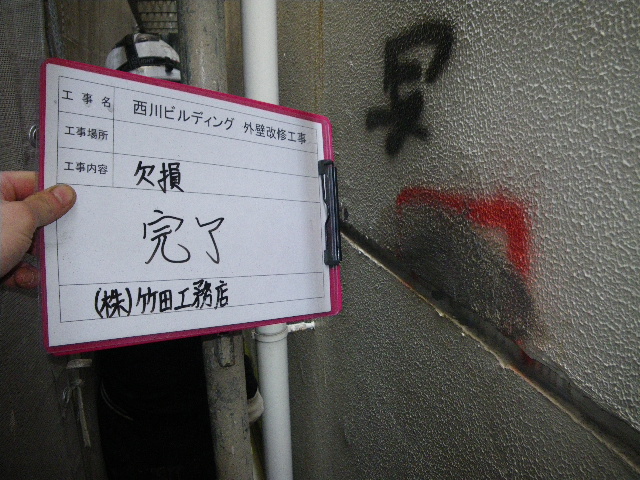 工事名 西川ビルディング 外壁改修工事
工事場所
工事内容 欠損
完了
(株)竹田工務店
写